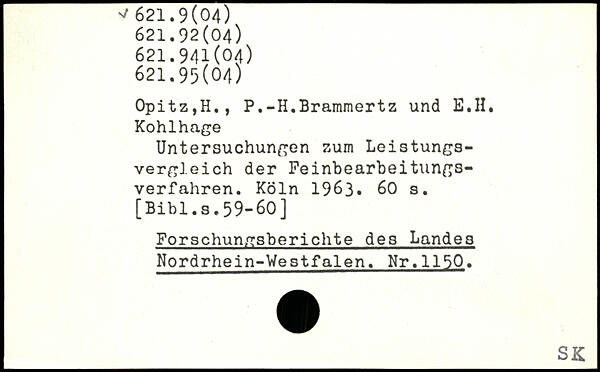 ✓ 621.9(04)
621.92(04)
621.941(04)
621.95(04)
Opitz,H., P.-H.Brammertz und E.H.
Kohlhage
Untersuchungen zum Leistungs-
vergleich der Feinbearbeitungs-
verfahren. Köln 1963. 60 s.
[Bibl.s.59-60]
Forschungsberichte des Landes
Nordrhein-Westfalen. Nr.1150.
SK